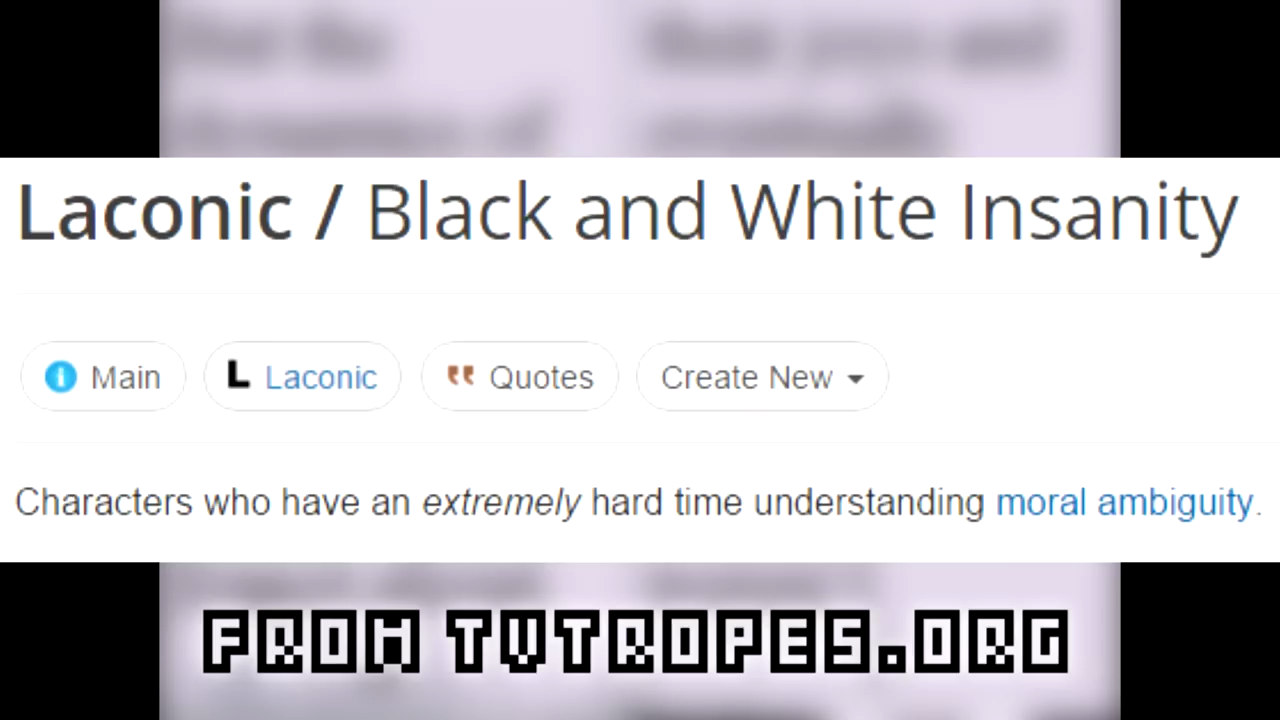 Laconic / Black and White Insanity
Main L Laconic Quotes Create New
Characters who have an extremely hard time understanding moral ambiguity.
FROM TVTROPES.ORG